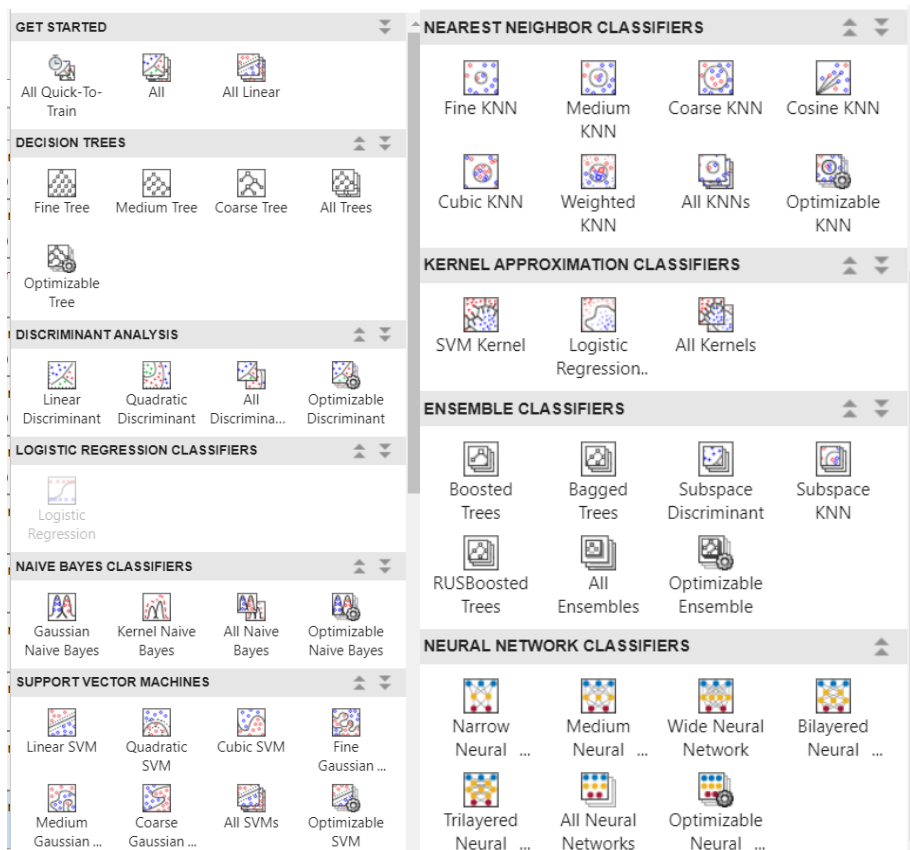 GET STARTED
All Quick-To-
Train
All
All Linear
DECISION TREES
Fine Tree
Medium Tree
Coarse Tree
All Trees
Optimizable
Tree
DISCRIMINANT ANALYSIS
Linear
Discriminant
Quadratic
Discriminant
All
Discrimina...
Optimizable
Discriminant
LOGISTIC REGRESSION CLASSIFIERS
Logistic
Regression
NAIVE BAYES CLASSIFIERS
Gaussian
Naive Bayes
Kernel Naive
Bayes
All Naive
Bayes
Optimizable
Naive Bayes
SUPPORT VECTOR MACHINES
Linear SVM
Quadratic
SVM
Cubic SVM
Fine
Gaussian ...
Medium
Gaussian ...
Coarse
Gaussian ...
All SVMs
Optimizable
SVM
NEAREST NEIGHBOR CLASSIFIERS
Fine KNN
Medium
KNN
Coarse KNN
Cosine KNN
Cubic KNN
Weighted
KNN
All KNNs
Optimizable
KNN
KERNEL APPROXIMATION CLASSIFIERS
SVM Kernel
Logistic
Regression..
All Kernels
ENSEMBLE CLASSIFIERS
Boosted
Trees
Bagged
Trees
Subspace
Discriminant
Subspace
KNN
RUSBoosted
Trees
All
Ensembles
Optimizable
Ensemble
NEURAL NETWORK CLASSIFIERS
Narrow
Neural ...
Medium
Neural ...
Wide Neural
Network
Bilayered
Neural ...
Trilayered
Neural ...
All Neural
Networks
Optimizable
Neural ...